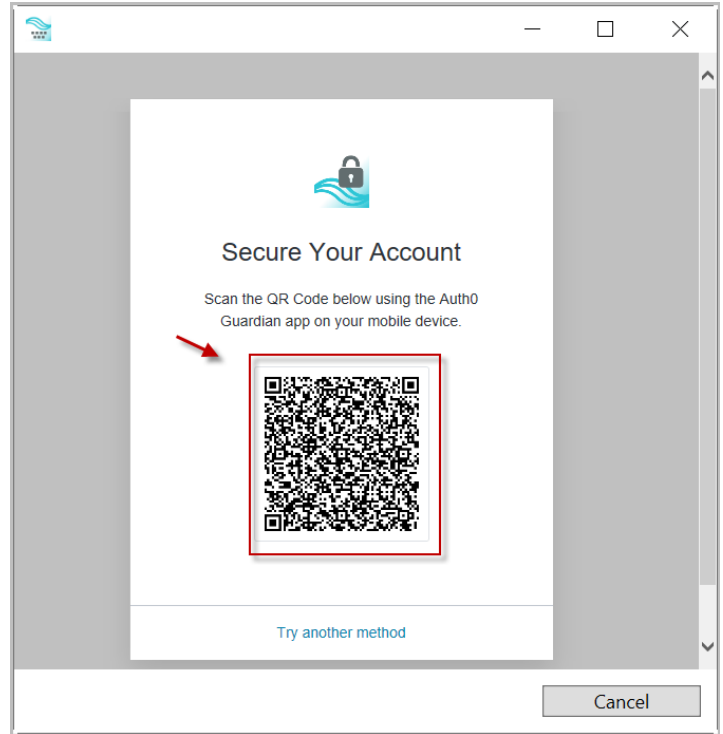 Secure Your Account
Scan the QR Code below using the Auth0
Guardian app on your mobile device.
Try another method
Cancel